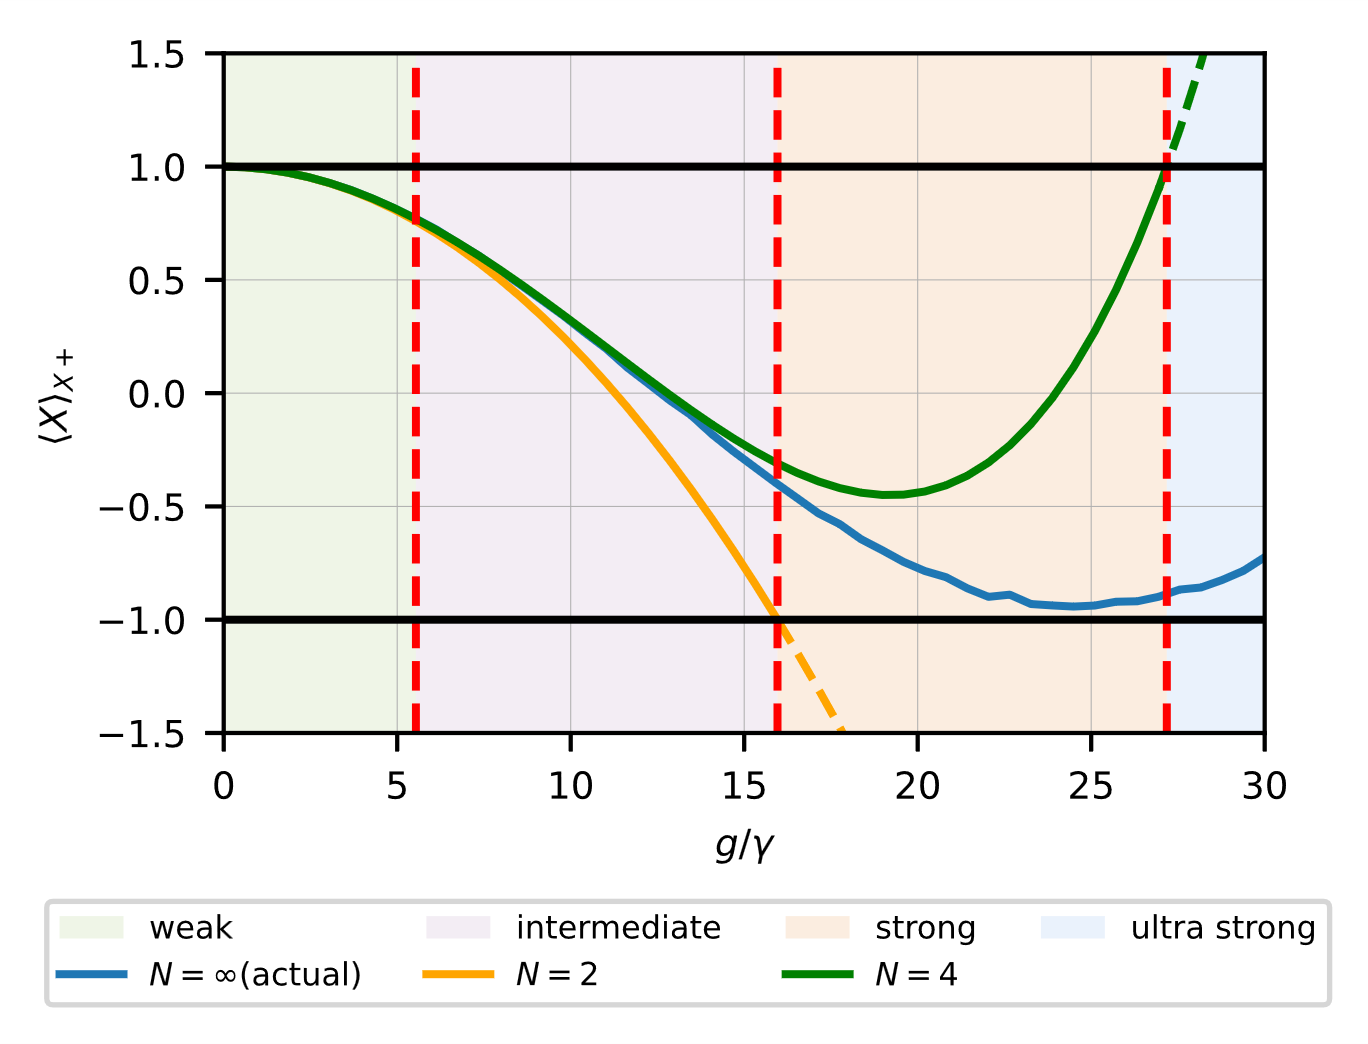 1.5
1.0
0.5
0.0
−0.5
−1.0
−1.5
⟨X⟩X+
0 5 10 15 20 25 30
g/γ
weak intermediate strong ultra strong
N = ∞(actual) N = 2 N = 4